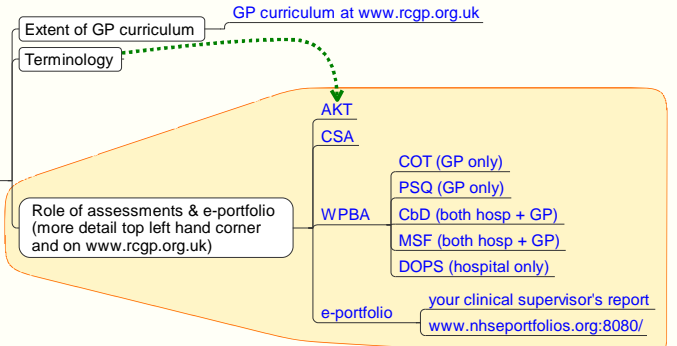 GP curriculum at www.rcgp.org.uk
Extent of GP curriculum
Terminology
AKT
CSA
COT (GP only)
PSQ (GP only)
Role of assessments & e-portfolio
(more detail top left hand corner
and on www.rcgp.org.uk)
WPBA
CbD (both hosp + GP)
MSF (both hosp + GP)
DOPS (hospital only)
e-portfolio
your clinical supervisor's report
www.nhseportfolios.org:8080/